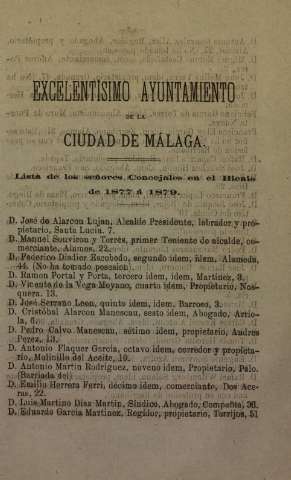 EXCELENTÍSIMO AYUNTAMIENTO
DE LA
CIUDAD DE MÁLAGA.
Lista de los señores Concejales en el Bienio
de 1877 á 1879.
D. José de Alarcon Lujan, Alcalde Presidente, labrador y pro-
pietario, Santa Lucía. 7.
D. Manuel Souviron y Torres, primer Teniente de alcalde, co-
merciante, Alamos, 22.
D. Federico Diadier Escobedo, segundo idem, idem, Alameda,
44. (No ha tomado posesion).
D. Ramon Portal y Porta, tercero idem, idem, Martinez, 8.
D. Vicente de la Vega Moyano, cuarto idem, Propietario, Nos-
quera. 13.
D. José Serrano Leon, quinto idem, idem, Barroso, 3.
D. Cristóbal Alarcon Manescau, sesto idem, Abogado, Artio-
la,
D. Pedro Calvo Manescau, sétimo idem, propietario, Andres
Perez, 13.
D. Antonio Flaquer García, octavo idem, corredor y propieta-
rio, Molinillo del Aceite, 10.
D. Antonio Martin Rodriguez, noveno idem, Propietario, Palo.
(Barriada del)
D. Emilio Herrera Ferri, décimo idem, comerciante, Dos Ace-
ras, 22.
D. Luis Martino Diaz Martin, Síndico, Abogado, Compañía, 36.
D. Eduardo García Martinez, Regidor, propietario, Torrijos, 51